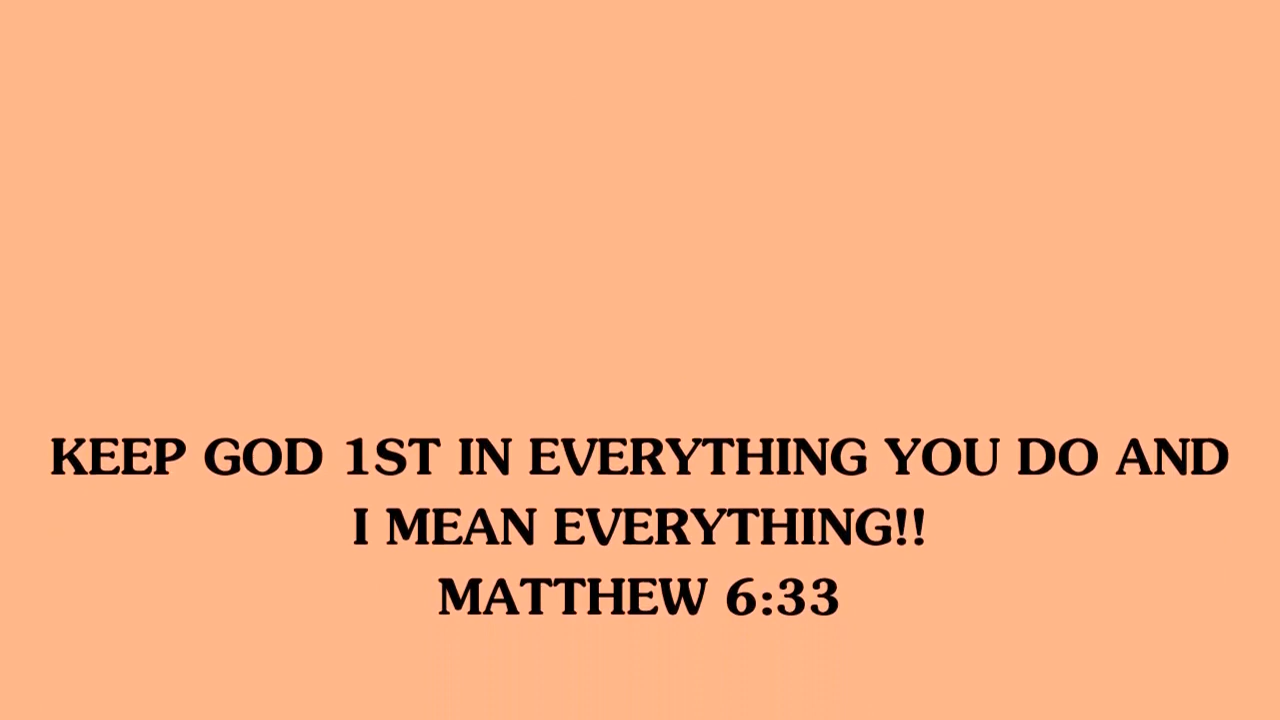 KEEP GOD 1ST IN EVERYTHING YOU DO AND
I MEAN EVERYTHING!!
MATTHEW 6:33